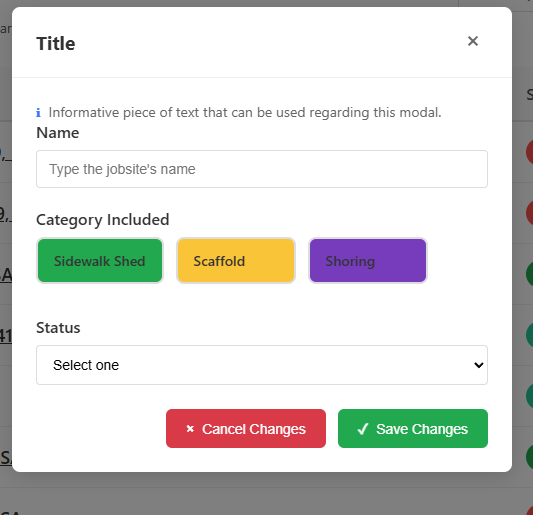 Title
×
i Informative piece of text that can be used regarding this modal.
Name
Type the jobsite's name
Category Included
Sidewalk Shed Scaffold Shoring
Status
Select one
× Cancel Changes ✓ Save Changes